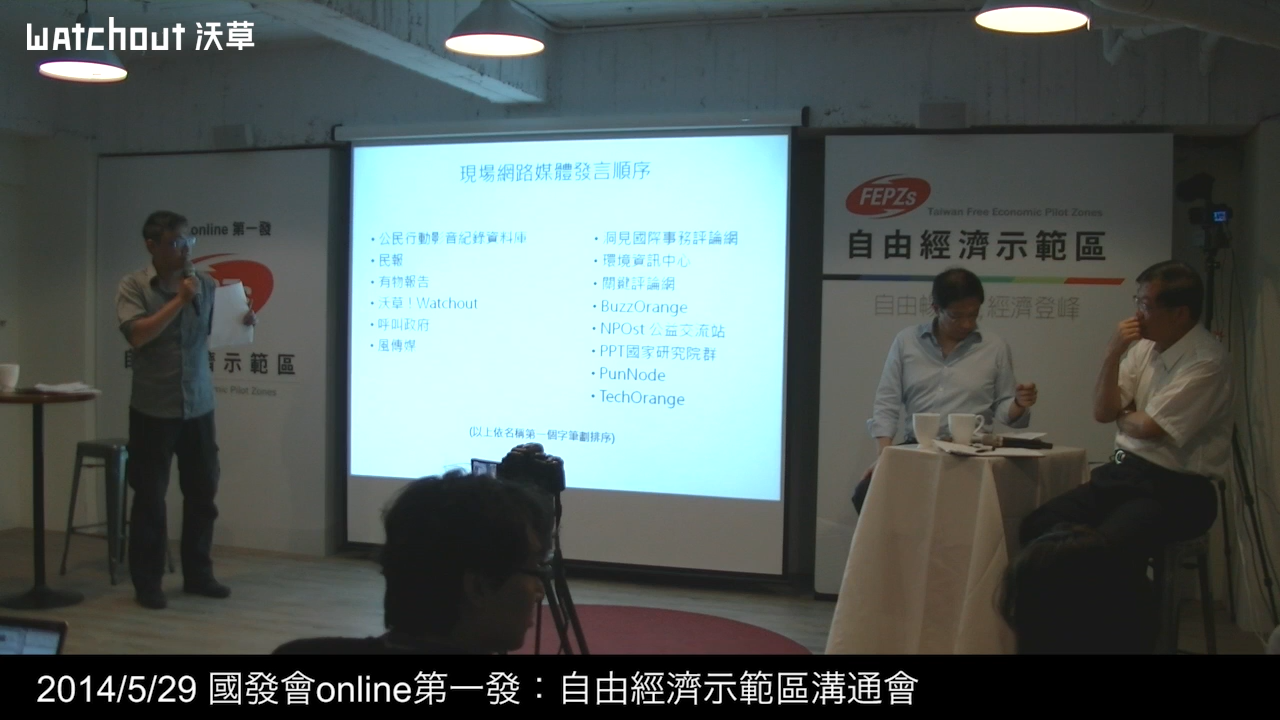 watchout 沃草
online 第一發
示範區
現場網路媒體發言順序
• 公民行動影音紀錄資料庫
• 民報
• 有物報告
• 沃草！Watchout
• 呼叫政府
• 風傳媒
• 洞見國際事務評論網
• 環境資訊中心
• 關鍵評論網
• BuzzOrange
• NPOst 公益交流站
• PPT國家研究院群
• PunNode
• TechOrange
(以上依名稱第一個字筆劃排序)
FEPZs
Taiwan Free Economic Pilot Zones
自由經濟示範區
經濟登峰
2014/5/29 國發會online第一發：自由經濟示範區溝通會